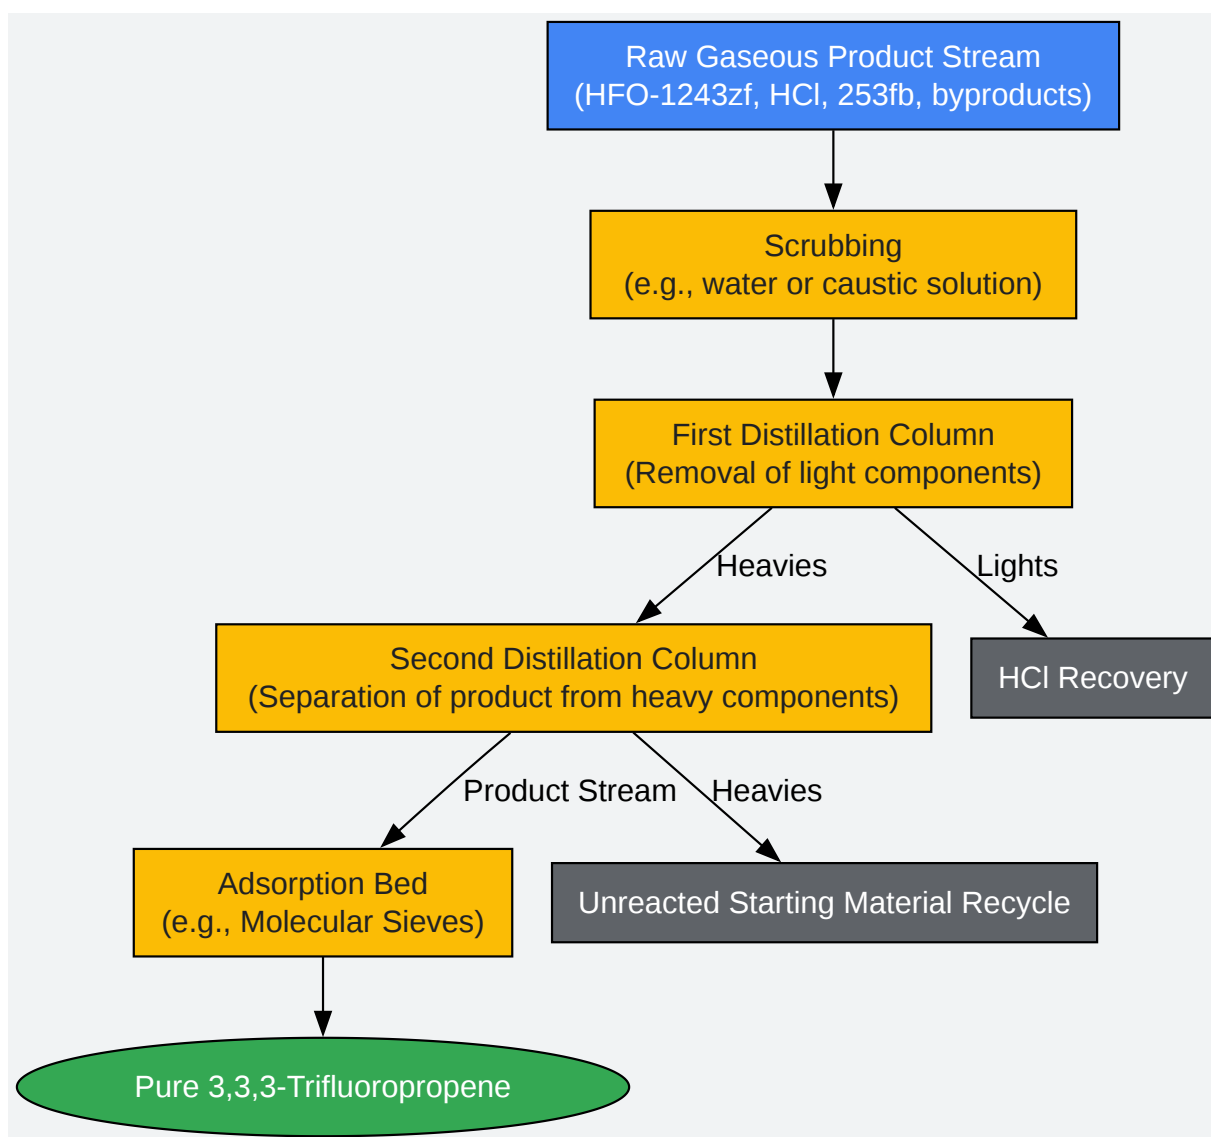 Raw Gaseous Product Stream
(HFO-1243zf, HCl, 253fb, byproducts)
Scrubbing
(e.g., water or caustic solution)
First Distillation Column
(Removal of light components)
Heavies
Lights
Second Distillation Column
(Separation of product from heavy components)
HCl Recovery
Product Stream
Heavies
Adsorption Bed
(e.g., Molecular Sieves)
Unreacted Starting Material Recycle
Pure 3,3,3-Trifluoropropene